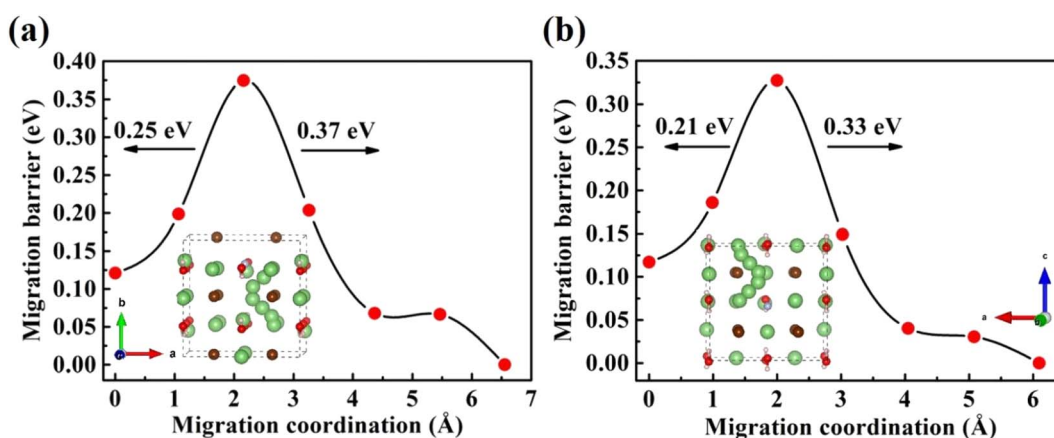 (a)
Migration barrier (eV)
0.40
0.35
0.30
0.25
0.20
0.15
0.10
0.05
0.00
0.25 eV
0.37 eV
b
a
0 1 2 3 4 5 6 7
Migration coordination (Å)
(b)
Migration barrier (eV)
0.35
0.30
0.25
0.20
0.15
0.10
0.05
0.00
0.21 eV
0.33 eV
c
a
b
0 1 2 3 4 5 6
Migration coordination (Å)